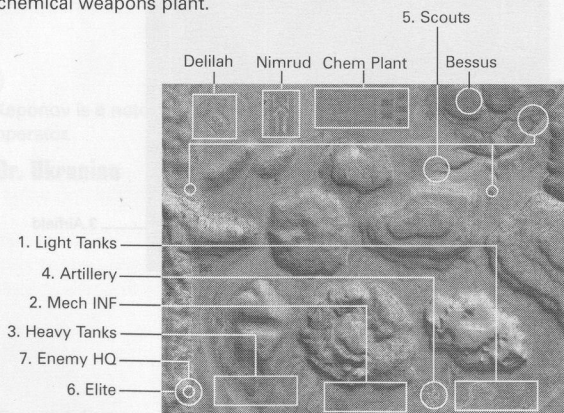 chemical weapons plant.
5. Scouts
Delilah Nimrud Chem Plant Bessus
1. Light Tanks
4. Artillery
2. Mech INF
3. Heavy Tanks
7. Enemy HQ
6. Elite